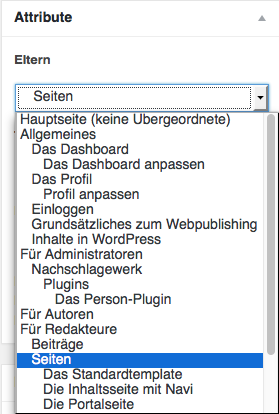 Attribute
Eltern
Seiten
Hauptseite (keine Übergeordnete)
Allgemeines
Das Dashboard
Das Dashboard anpassen
Das Profil
Profil anpassen
Einloggen
Grundsätzliches zum Webpublishing
Inhalte in WordPress
Für Administratoren
Nachschlagewerk
Plugins
Das Person-Plugin
Für Autoren
Für Redakteure
Beiträge
Seiten
Das Standardtemplate
Die Inhaltsseite mit Navi
Die Portalseite